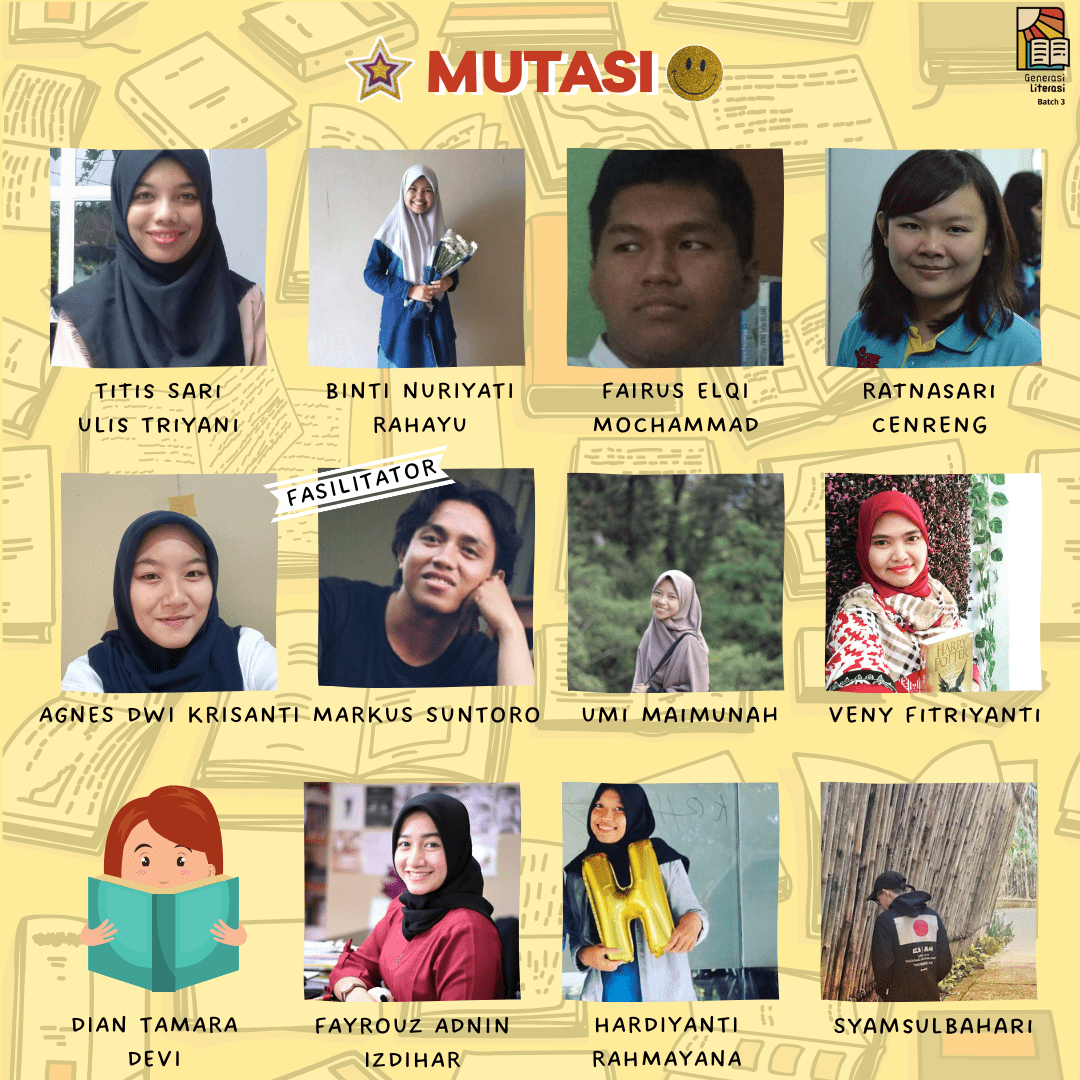 MUTASI
Generasi
Literasi
Batch 3
TITIS SARI
ULIS TRIYANI
BINTI NURIYATI
RAHAYU
FAIRUS ELQI
MOCHAMMAD
RATNASARI
CENRENG
FASILITATOR
AGNES DWI KRISANTI
MARKUS SUNTORO
UMI MAIMUNAH
HARRY
POTTER
VENY FITRIYANTI
DIAN TAMARA
DEVI
FAYROUZ ADNIN
IZDIHAR
HARDIYANTI
RAHMAYANA
SYAMSULBAHARI